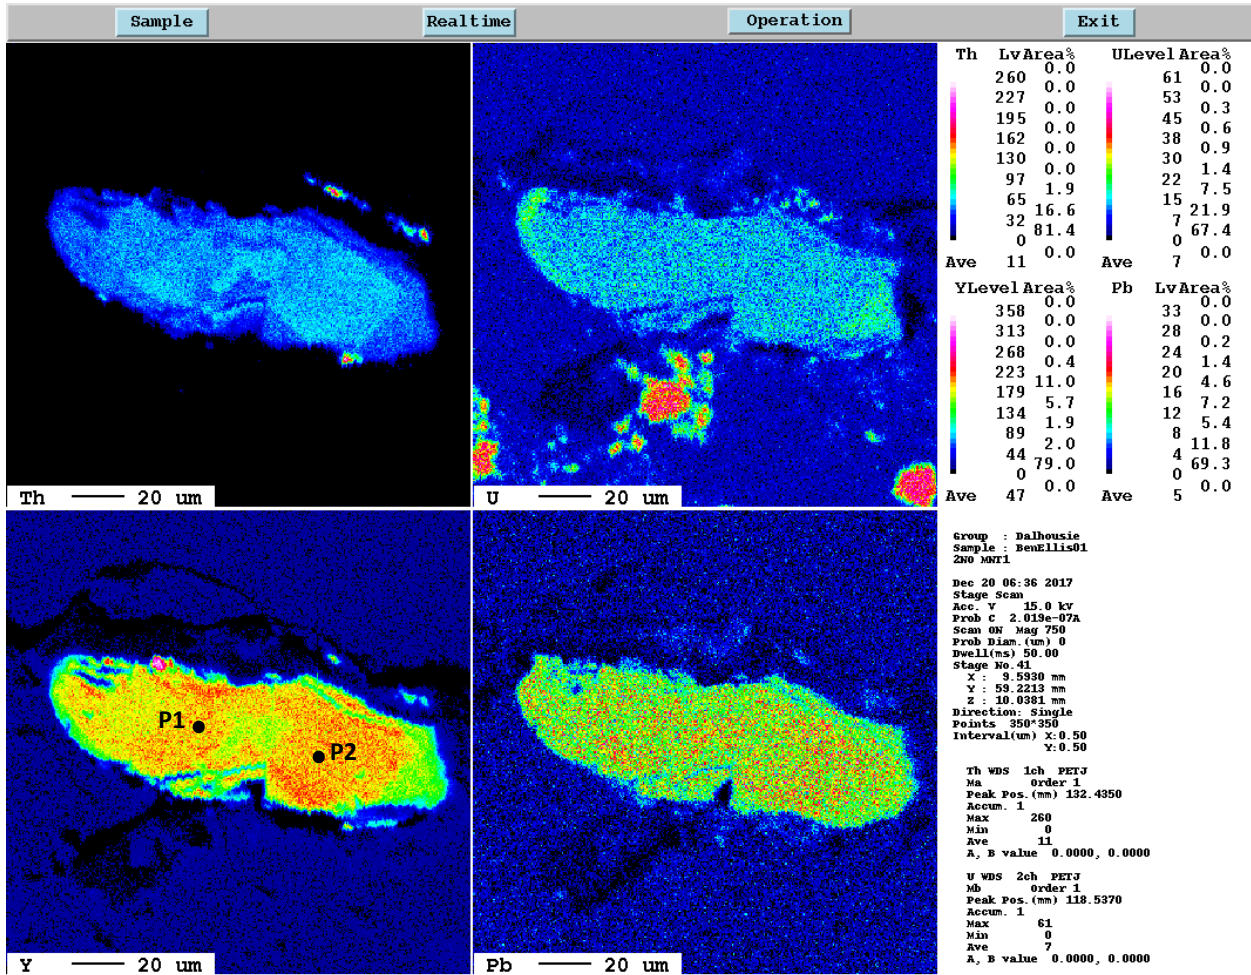 Sample Realtime Operation Exit
Th Lv Area% ULevel Area%
0.0 0.0
260 61
0.0 0.0
227 53
0.0 0.3
195 45
0.0 0.6
162 38
0.0 0.9
130 30
0.0 1.4
97 22
1.9 7.5
65 15
16.6 21.9
32 7
81.4 67.4
0 0
0.0 0.0
Ave 11 Ave 7
YLevel Area% Pb Lv Area%
0.0 0.0
358 33
0.0 0.0
313 28
0.0 0.2
268 24
0.4 1.4
223 20
11.0 4.6
179 16
5.7 7.2
134 12
1.9 5.4
89 8
2.0 11.8
44 4
79.0 69.3
0 0
0.0 0.0
Ave 47 Ave 5
Th 20 um
U 20 um
P1
P2
Y 20 um
Pb 20 um
Group : Dalhousie
Sample : BenEllis01
2NO MNT1
Dec 20 06:36 2017
Stage Scan
Acc. V 15.0 kV
Prob C 2.019e-07A
Scan ON Mag 750
Prob Diam.(um) 0
Dwell(ms) 50.00
Stage No.41
X : 9.5930 mm
Y : 59.2213 mm
Z : 10.0381 mm
Direction: Single
Points 350*350
Interval(um) X:0.50
Y:0.50
Th WDS 1ch PETJ
Ma Order 1
Peak Pos.(mm) 132.4350
Accum. 1
Max 260
Min 0
Ave 11
A, B value 0.0000, 0.0000
U WDS 2ch PETJ
Mb Order 1
Peak Pos.(mm) 118.5370
Accum. 1
Max 61
Min 0
Ave 7
A, B value 0.0000, 0.0000